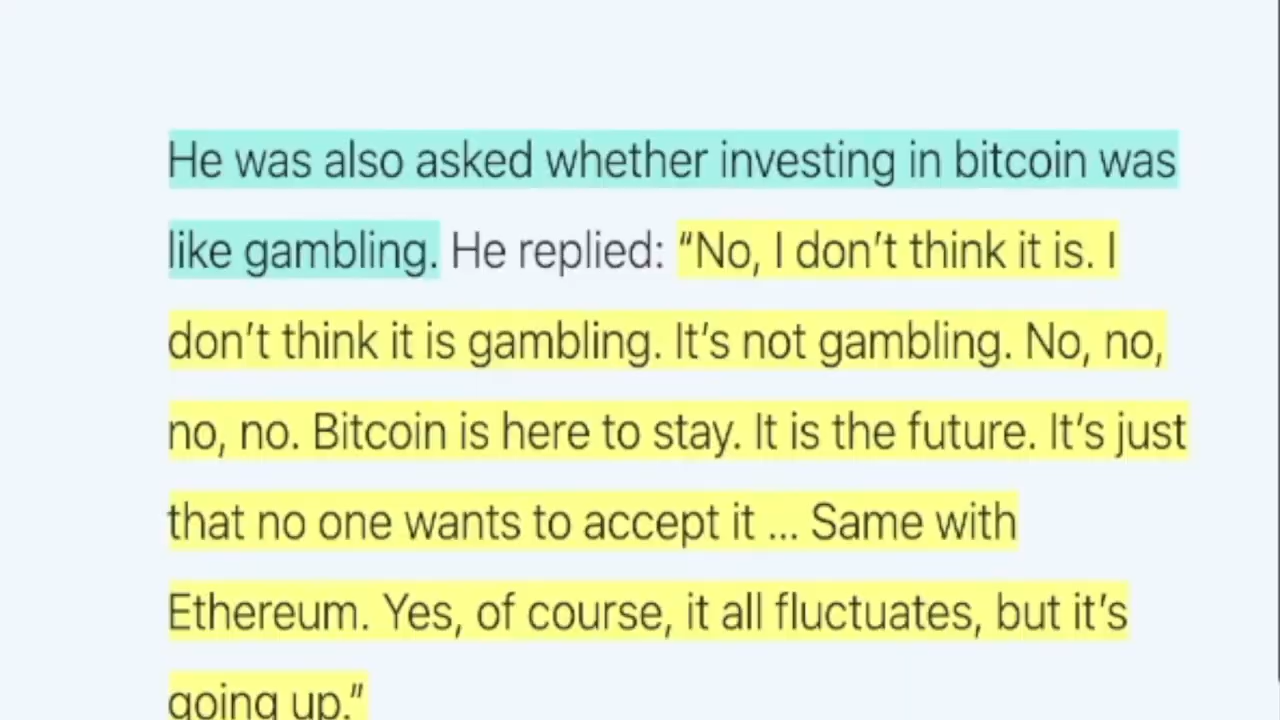 He was also asked whether investing in bitcoin was
like gambling. He replied: “No, I don’t think it is. I
don’t think it is gambling. It’s not gambling. No, no,
no, no. Bitcoin is here to stay. It is the future. It’s just
that no one wants to accept it ... Same with
Ethereum. Yes, of course, it all fluctuates, but it’s
going up.”